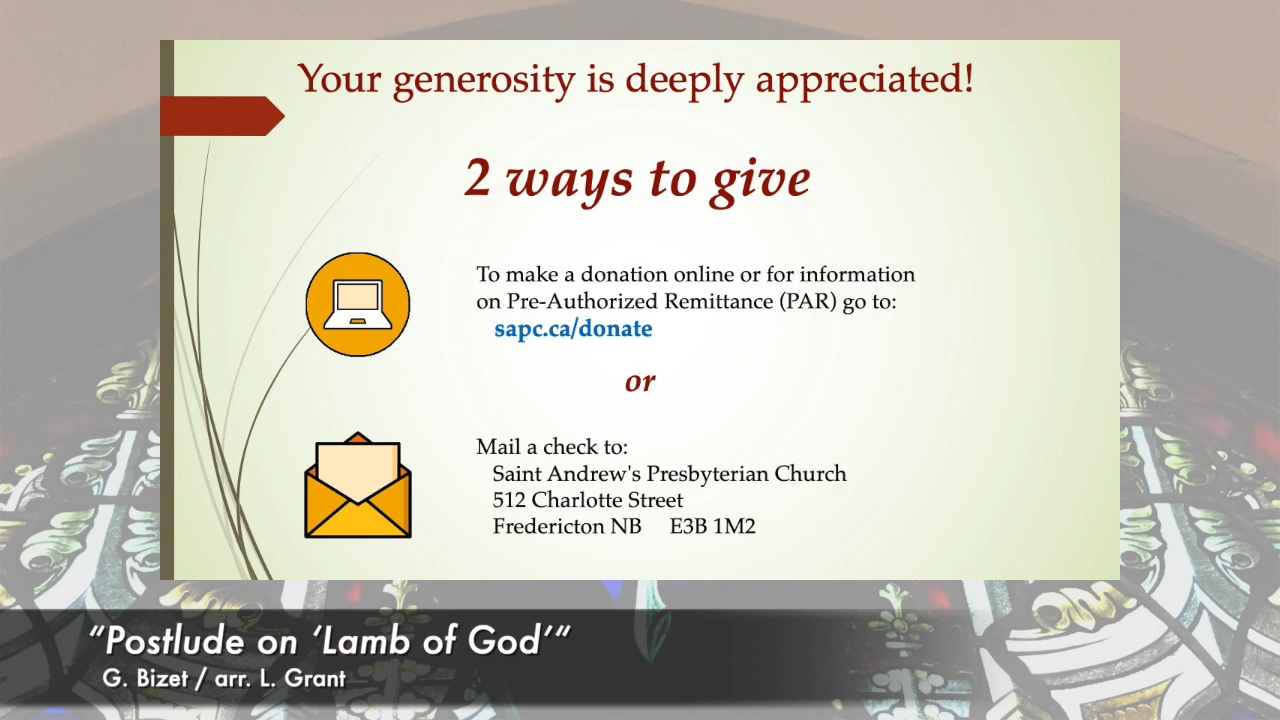 Your generosity is deeply appreciated!
2 ways to give
To make a donation online or for information
on Pre-Authorized Remittance (PAR) go to:
sapc.ca/donate
or
Mail a check to:
Saint Andrew's Presbyterian Church
512 Charlotte Street
Fredericton NB E3B 1M2
“Postlude on ‘Lamb of God’“
G. Bizet / arr. L. Grant